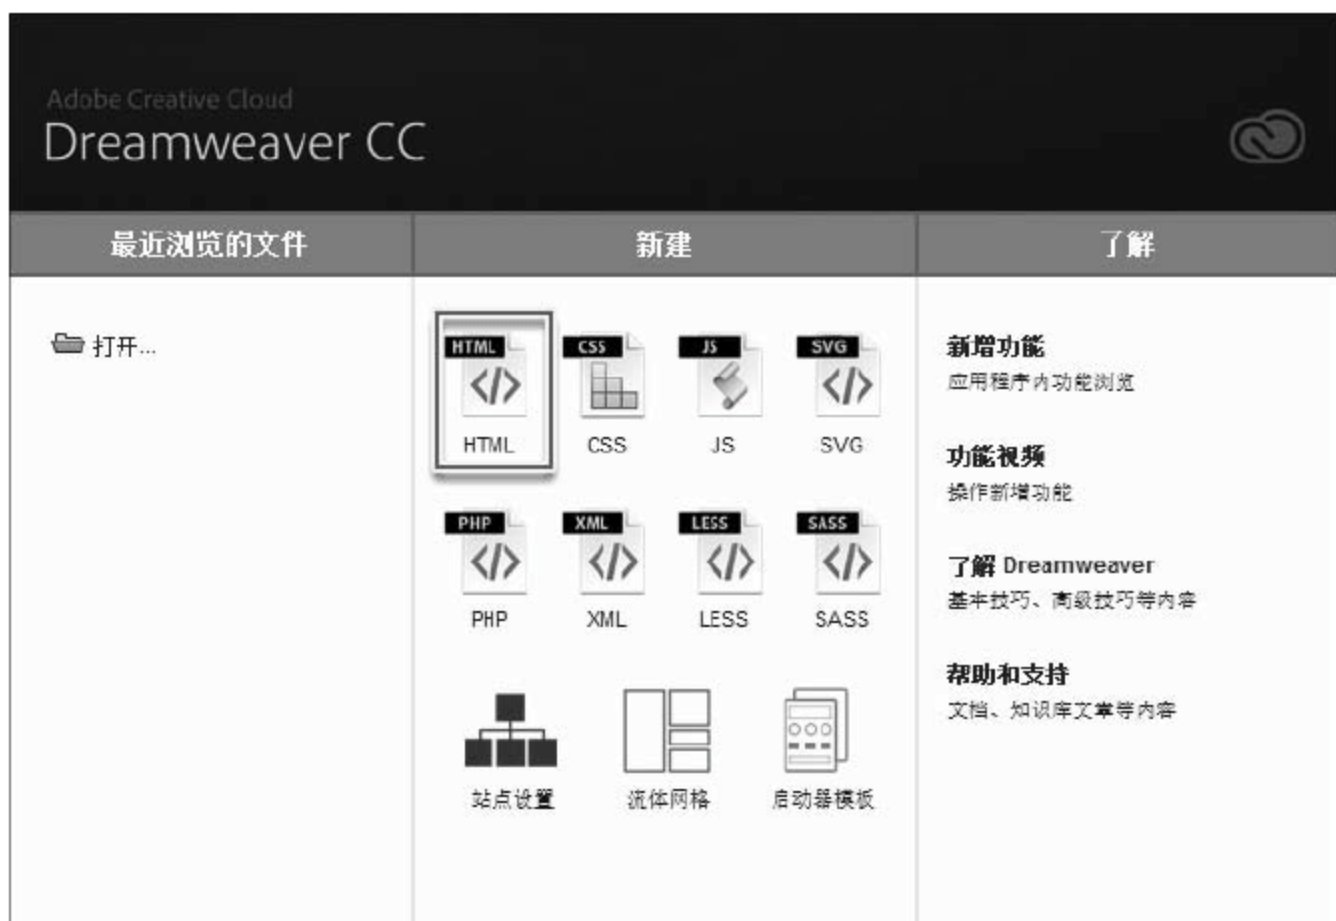 Adobe Creative Cloud
Dreamweaver CC
最近浏览的文件
新建
了解
打开...
HTML
CSS
JS
SVG
HTML
CSS
JS
SVG
PHP
XML
LESS
SASS
PHP
XML
LESS
SASS
站点设置
流体网格
启动器模板
新增功能
应用程序内功能浏览
功能视频
操作新增功能
了解 Dreamweaver
基本技巧、高级技巧等内容
帮助和支持
文档、知识库文章等内容